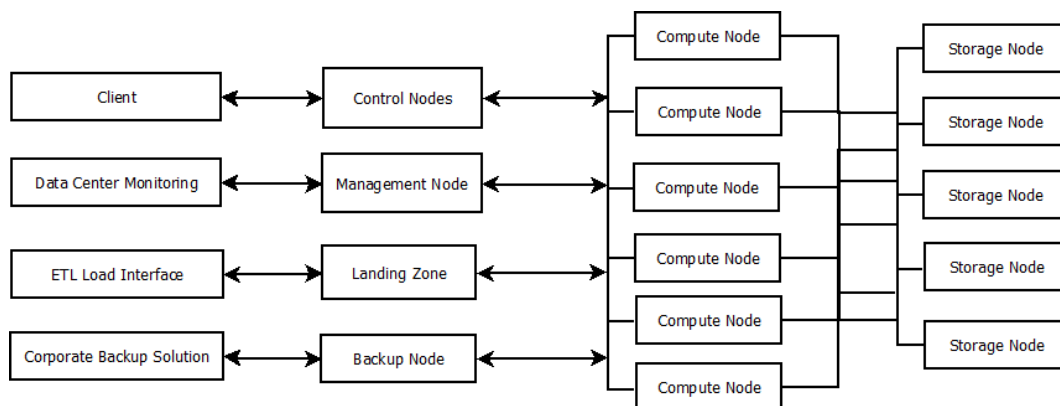 Client
Control Nodes
Data Center Monitoring
Management Node
ETL Load Interface
Landing Zone
Corporate Backup Solution
Backup Node
Compute Node
Compute Node
Compute Node
Compute Node
Compute Node
Compute Node
Storage Node
Storage Node
Storage Node
Storage Node
Storage Node